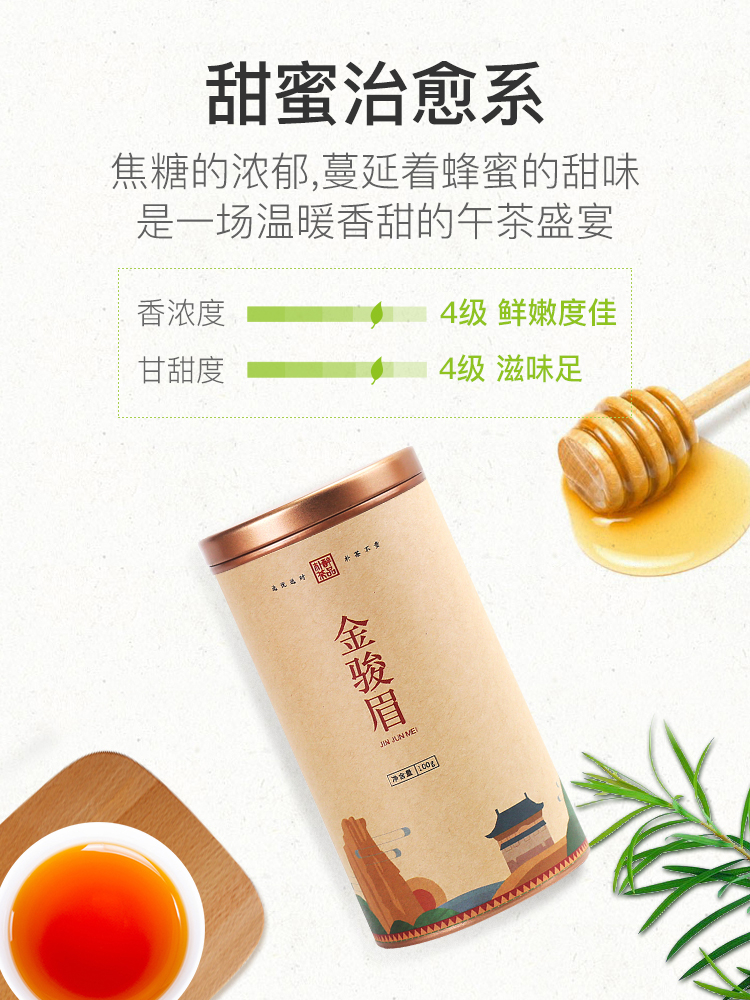 甜蜜治愈系
焦糖的浓郁,蔓延着蜂蜜的甜味
是一场温暖香甜的午茶盛宴
香浓度 4级 鲜嫩度佳
甘甜度 4级 滋味足
金骏眉
JIN JUN MEI
净含量 100g